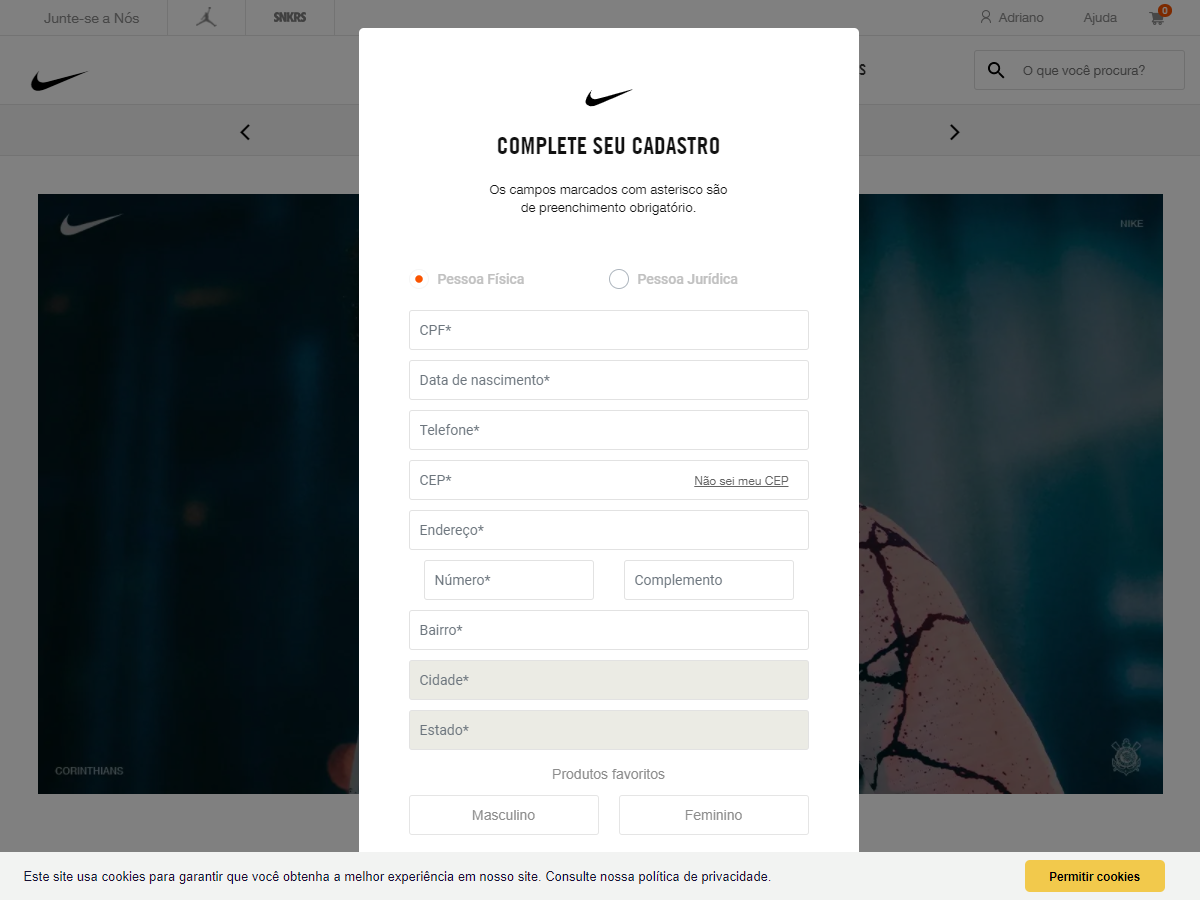 Junte-se a Nós
SNKRS
Adriano
Ajuda
0
S
O que você procura?
COMPLETE SEU CADASTRO
Os campos marcados com asterisco são
de preenchimento obrigatório.
NIKE
Pessoa Física
Pessoa Jurídica
CPF*
Data de nascimento*
Telefone*
CEP*
Não sei meu CEP
Endereço*
Número*
Complemento
Bairro*
Cidade*
Estado*
CORINTHIANS
Produtos favoritos
Masculino
Feminino
Este site usa cookies para garantir que você obtenha a melhor experiência em nosso site. Consulte nossa política de privacidade.
Permitir cookies